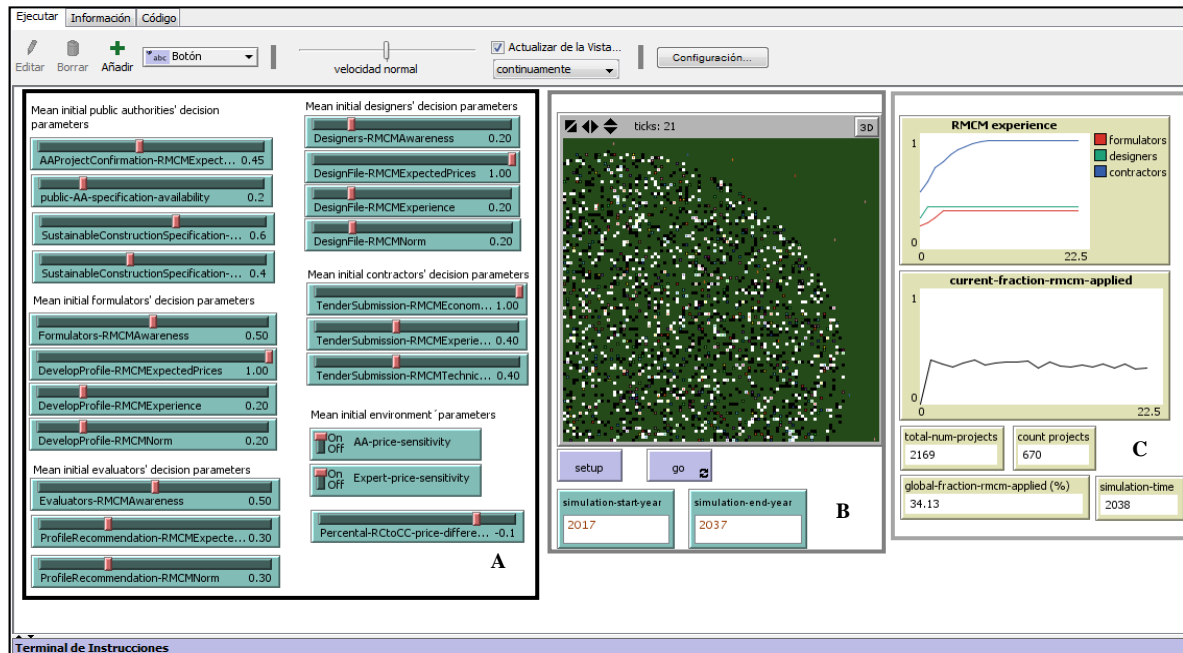 Ejecutar Información Código
Editar Borrar Añadir
abc Botón
velocidad normal
Actualizar de la Vista...
continuamente
Configuración...
Mean initial public authorities' decision
parameters
AAProjectConfirmation-RMCMExpect... 0.45
public-AA-specification-availability 0.2
SustainableConstructionSpecification-... 0.6
SustainableConstructionSpecification-... 0.4
Mean initial formulators' decision parameters
Formulators-RMCMAwareness 0.50
DevelopProfile-RMCMExpectedPrices 1.00
DevelopProfile-RMCMExperience 0.20
DevelopProfile-RMCMNorm 0.20
Mean initial evaluators' decision parameters
Evaluators-RMCMAwareness 0.50
ProfileRecommendation-RMCMExpecte... 0.30
ProfileRecommendation-RMCMNorm 0.30
Mean initial designers' decision parameters
Designers-RMCMAwareness 0.20
DesignFile-RMCMExpectedPrices 1.00
DesignFile-RMCMExperience 0.20
DesignFile-RMCMNorm 0.20
Mean initial contractors' decision parameters
TenderSubmission-RMCMEconom... 1.00
TenderSubmission-RMCMExperie... 0.40
TenderSubmission-RMCMTechnic... 0.40
Mean initial environment´parameters
On
Off
AA-price-sensitivity
On
Off
Expert-price-sensitivity
Percental-RCtoCC-price-differe... -0.1
A
ticks: 21
3D
setup
go
simulation-start-year
2017
simulation-end-year
2037
B
RMCM experience
1
0
0
22.5
formulators
designers
contractors
current-fraction-rmcm-applied
1
0
0
22.5
total-num-projects
2169
count projects
670
C
global-fraction-rmcm-applied (%)
34.13
simulation-time
2038
Terminal de Instrucciones